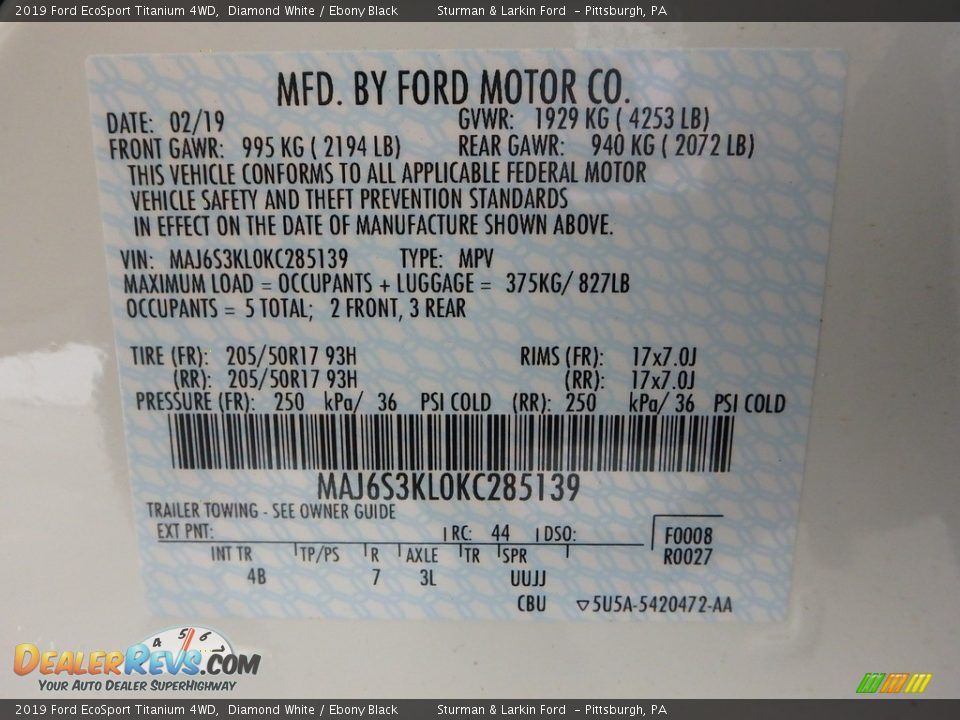 2019 Ford EcoSport Titanium 4WD, Diamond White / Ebony Black Sturman & Larkin Ford - Pittsburgh, PA
MFD. BY FORD MOTOR CO.
DATE: 02/19 GVWR: 1929 KG ( 4253 LB)
FRONT GAWR: 995 KG ( 2194 LB) REAR GAWR: 940 KG ( 2072 LB)
THIS VEHICLE CONFORMS TO ALL APPLICABLE FEDERAL MOTOR
VEHICLE SAFETY AND THEFT PREVENTION STANDARDS
IN EFFECT ON THE DATE OF MANUFACTURE SHOWN ABOVE.
VIN: MAJ6S3KL0KC285139 TYPE: MPV
MAXIMUM LOAD = OCCUPANTS + LUGGAGE = 375KG/ 827LB
OCCUPANTS = 5 TOTAL; 2 FRONT, 3 REAR
TIRE (FR): 205/50R17 93H RIMS (FR): 17x7.0J
(RR): 205/50R17 93H (RR): 17x7.0J
PRESSURE (FR): 250 kPa/ 36 PSI COLD (RR): 250 kPa/ 36 PSI COLD
MAJ6S3KL0KC285139
TRAILER TOWING - SEE OWNER GUIDE
EXT PNT: RC: 44 DSO: F0008
R0027
INT TR TP/PS R AXLE TR SPR
4B 7 3L UUJJ
CBU ▽5U5A-5420472-AA
4 5 6
DEALERREVS.COM
YOUR AUTO DEALER SUPERHIGHWAY
2019 Ford EcoSport Titanium 4WD, Diamond White / Ebony Black Sturman & Larkin Ford - Pittsburgh, PA